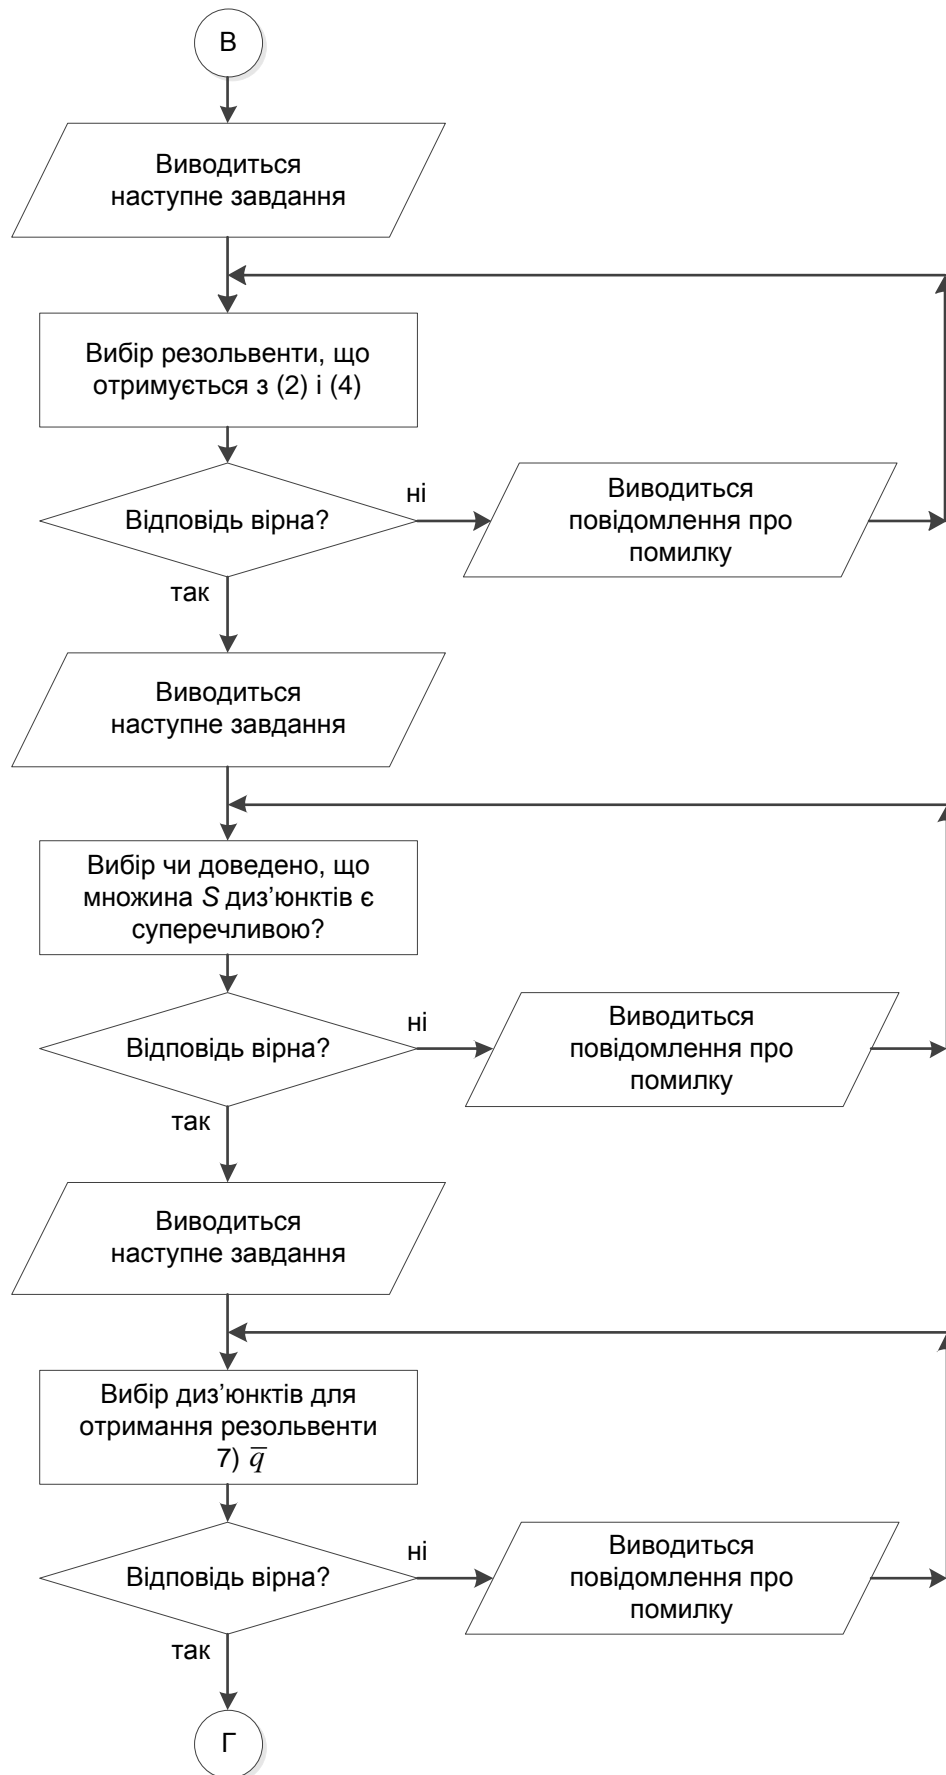 В
Виводиться
наступне завдання
Вибір резольвенти, що
отримується з (2) і (4)
Відповідь вірна?
ні
Виводиться
повідомлення про
помилку
так
Виводиться
наступне завдання
Вибір чи доведено, що
множина S диз’юнктів є
суперечливою?
Відповідь вірна?
ні
Виводиться
повідомлення про
помилку
так
Виводиться
наступне завдання
Вибір диз’юнктів для
отримання резольвенти
7) q̅
Відповідь вірна?
ні
Виводиться
повідомлення про
помилку
так
Г